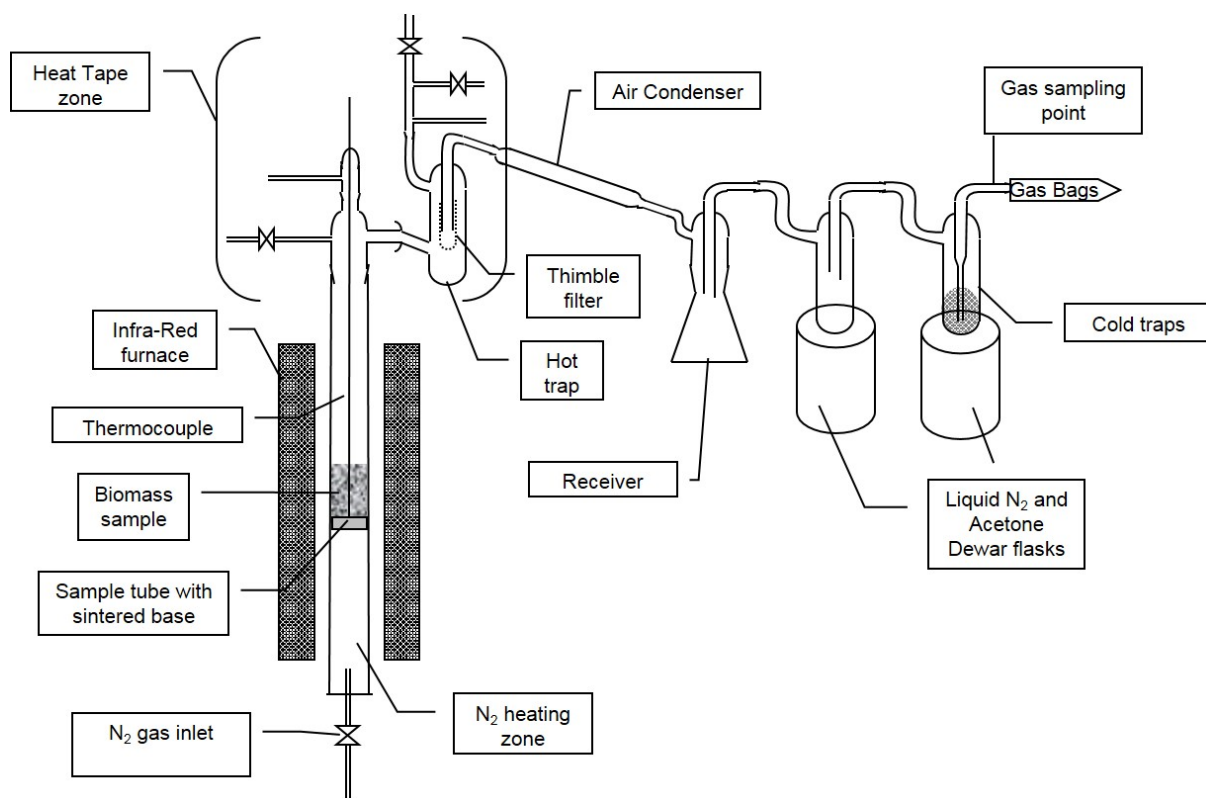 Heat Tape
zone
Air Condenser
Gas sampling
point
Gas Bags
Thimble
filter
Cold traps
Infra-Red
furnace
Hot
trap
Thermocouple
Receiver
Biomass
sample
Liquid N₂ and
Acetone
Dewar flasks
Sample tube with
sintered base
N₂ gas inlet
N₂ heating
zone